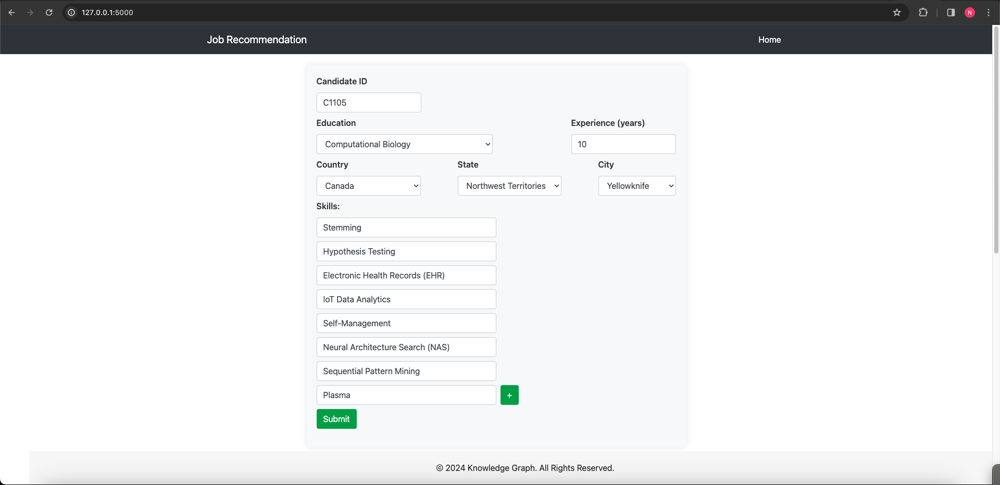 127.0.0.1:5000
N
Job Recommendation Home
Candidate ID
C1105
Education Experience (years)
Computational Biology 10
Country State City
Canada Northwest Territories Yellowknife
Skills:
Stemming
Hypothesis Testing
Electronic Health Records (EHR)
IoT Data Analytics
Self-Management
Neural Architecture Search (NAS)
Sequential Pattern Mining
Plasma +
Submit
© 2024 Knowledge Graph. All Rights Reserved.